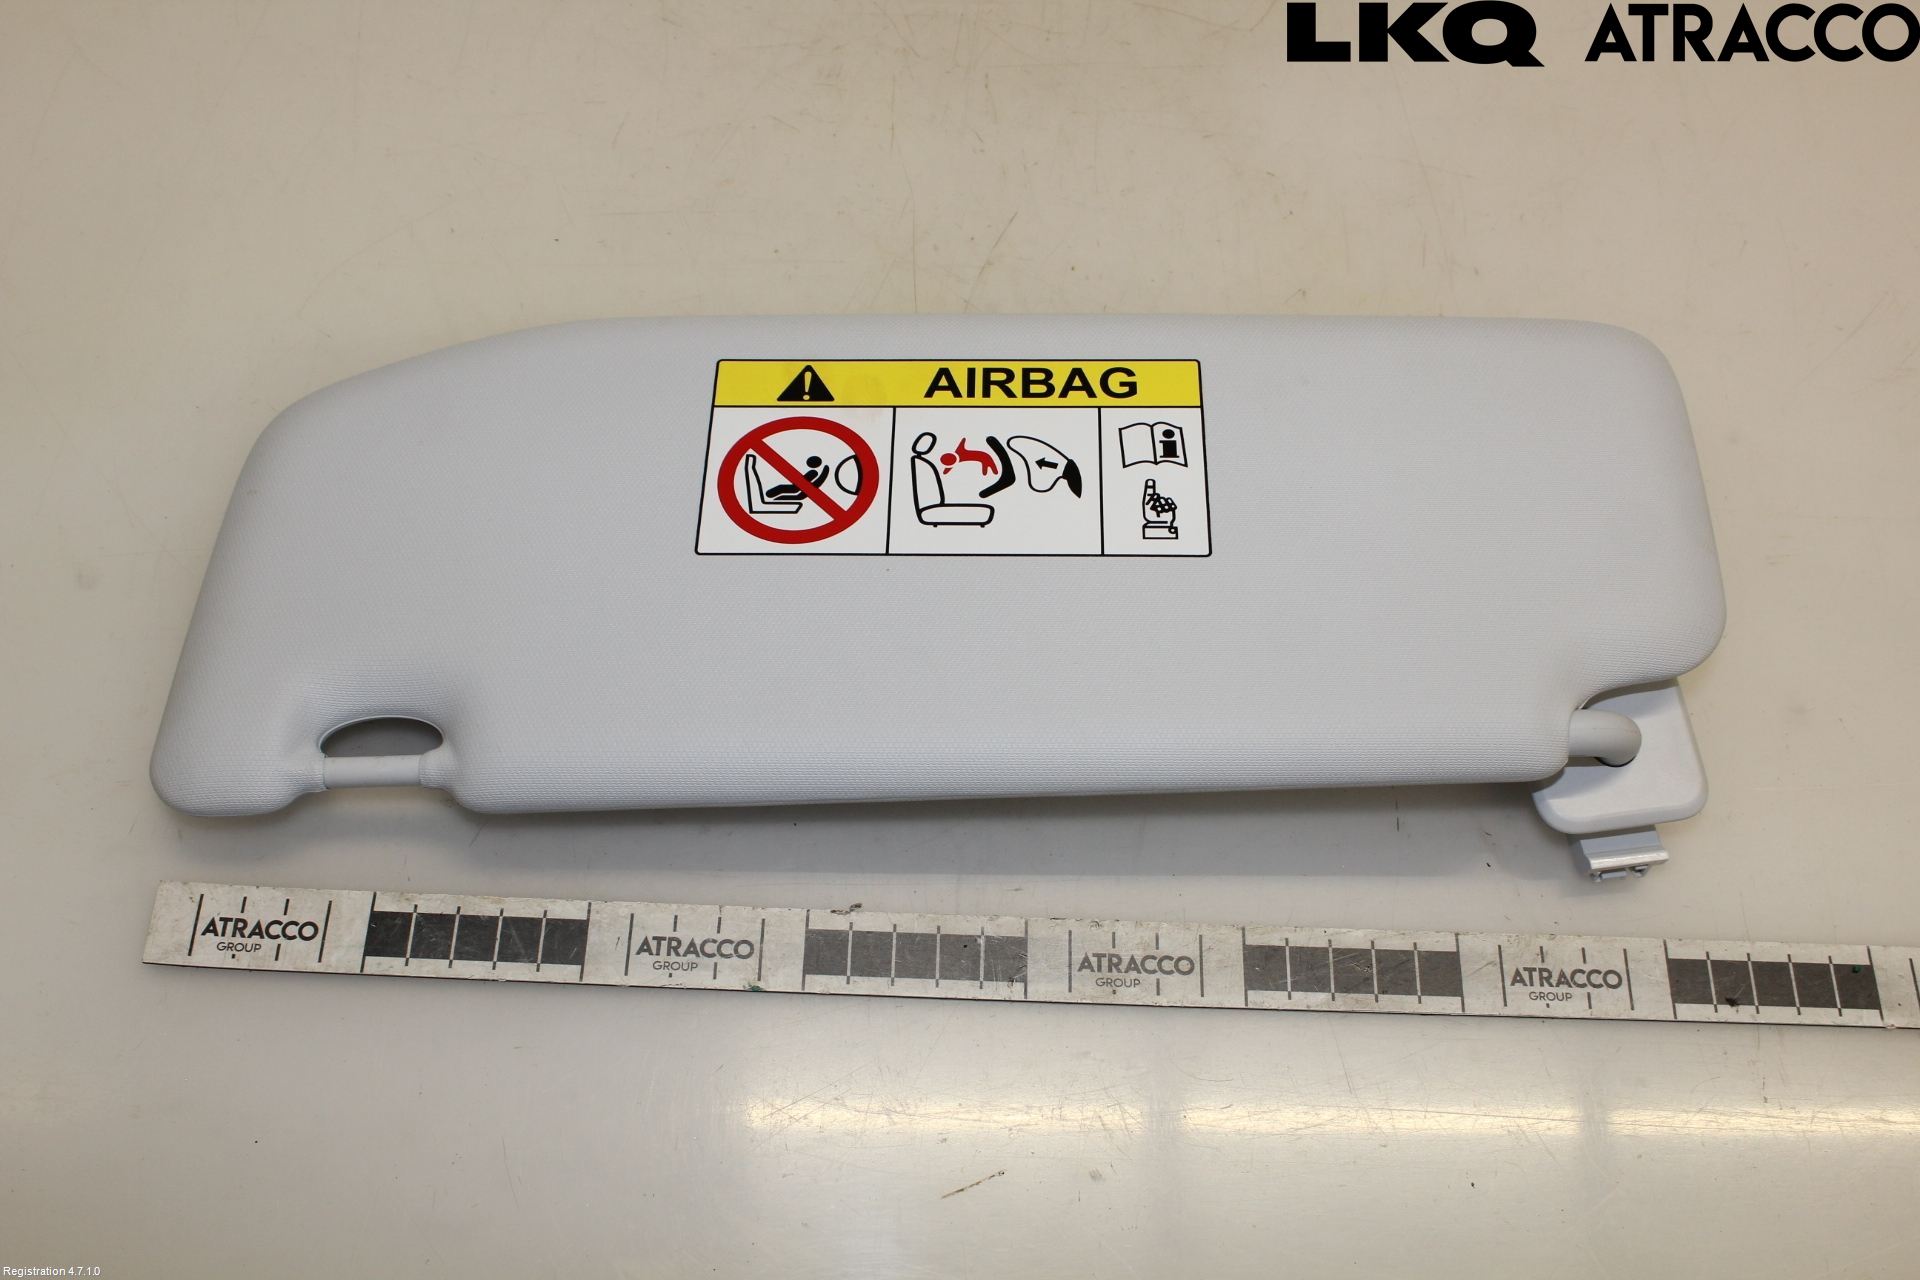 LKQ ATRACCO
AIRBAG
ATRACCO
GROUP
ATRACCO
GROUP
ATRACCO
GROUP
ATRACCO
GROUP
Registration 4.7.1.0